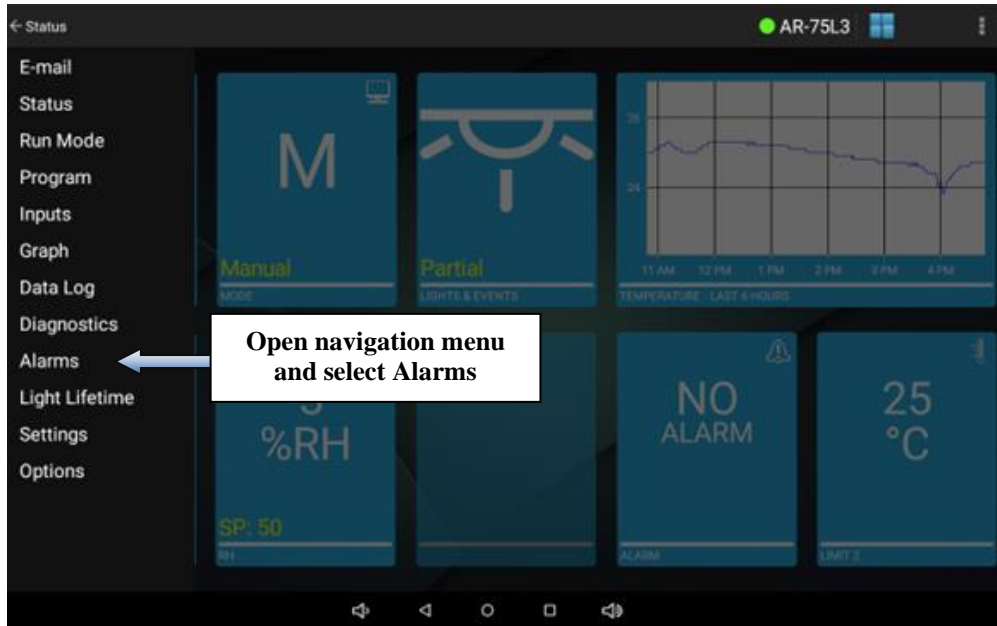 ← Status
AR-75L3
E-mail
Status
Run Mode
Program
Inputs
Graph
Data Log
Diagnostics
Alarms
Light Lifetime
Settings
Options
M
Manual
MODE
Partial
LIGHTS & EVENTS
26
24
11 AM 12 PM 1 PM 2 PM 3 PM 4 PM
TEMPERATURE - LAST 6 HOURS
Open navigation menu
and select Alarms
%RH
SP: 50
RH
NO
ALARM
ALARM
25
°C
LIMIT 2